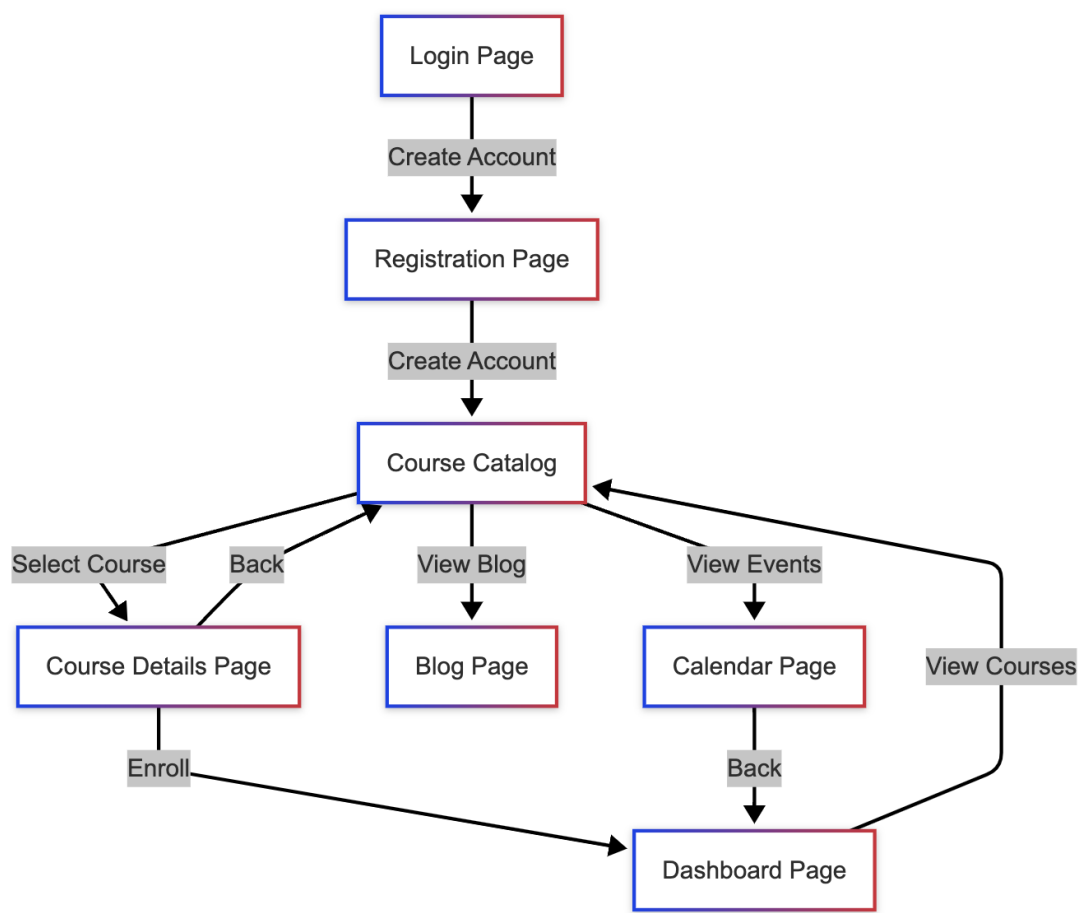 Login Page
Create Account
Registration Page
Create Account
Course Catalog
Select Course
Back
View Blog
View Events
Course Details Page
Blog Page
Calendar Page
View Courses
Enroll
Back
Dashboard Page